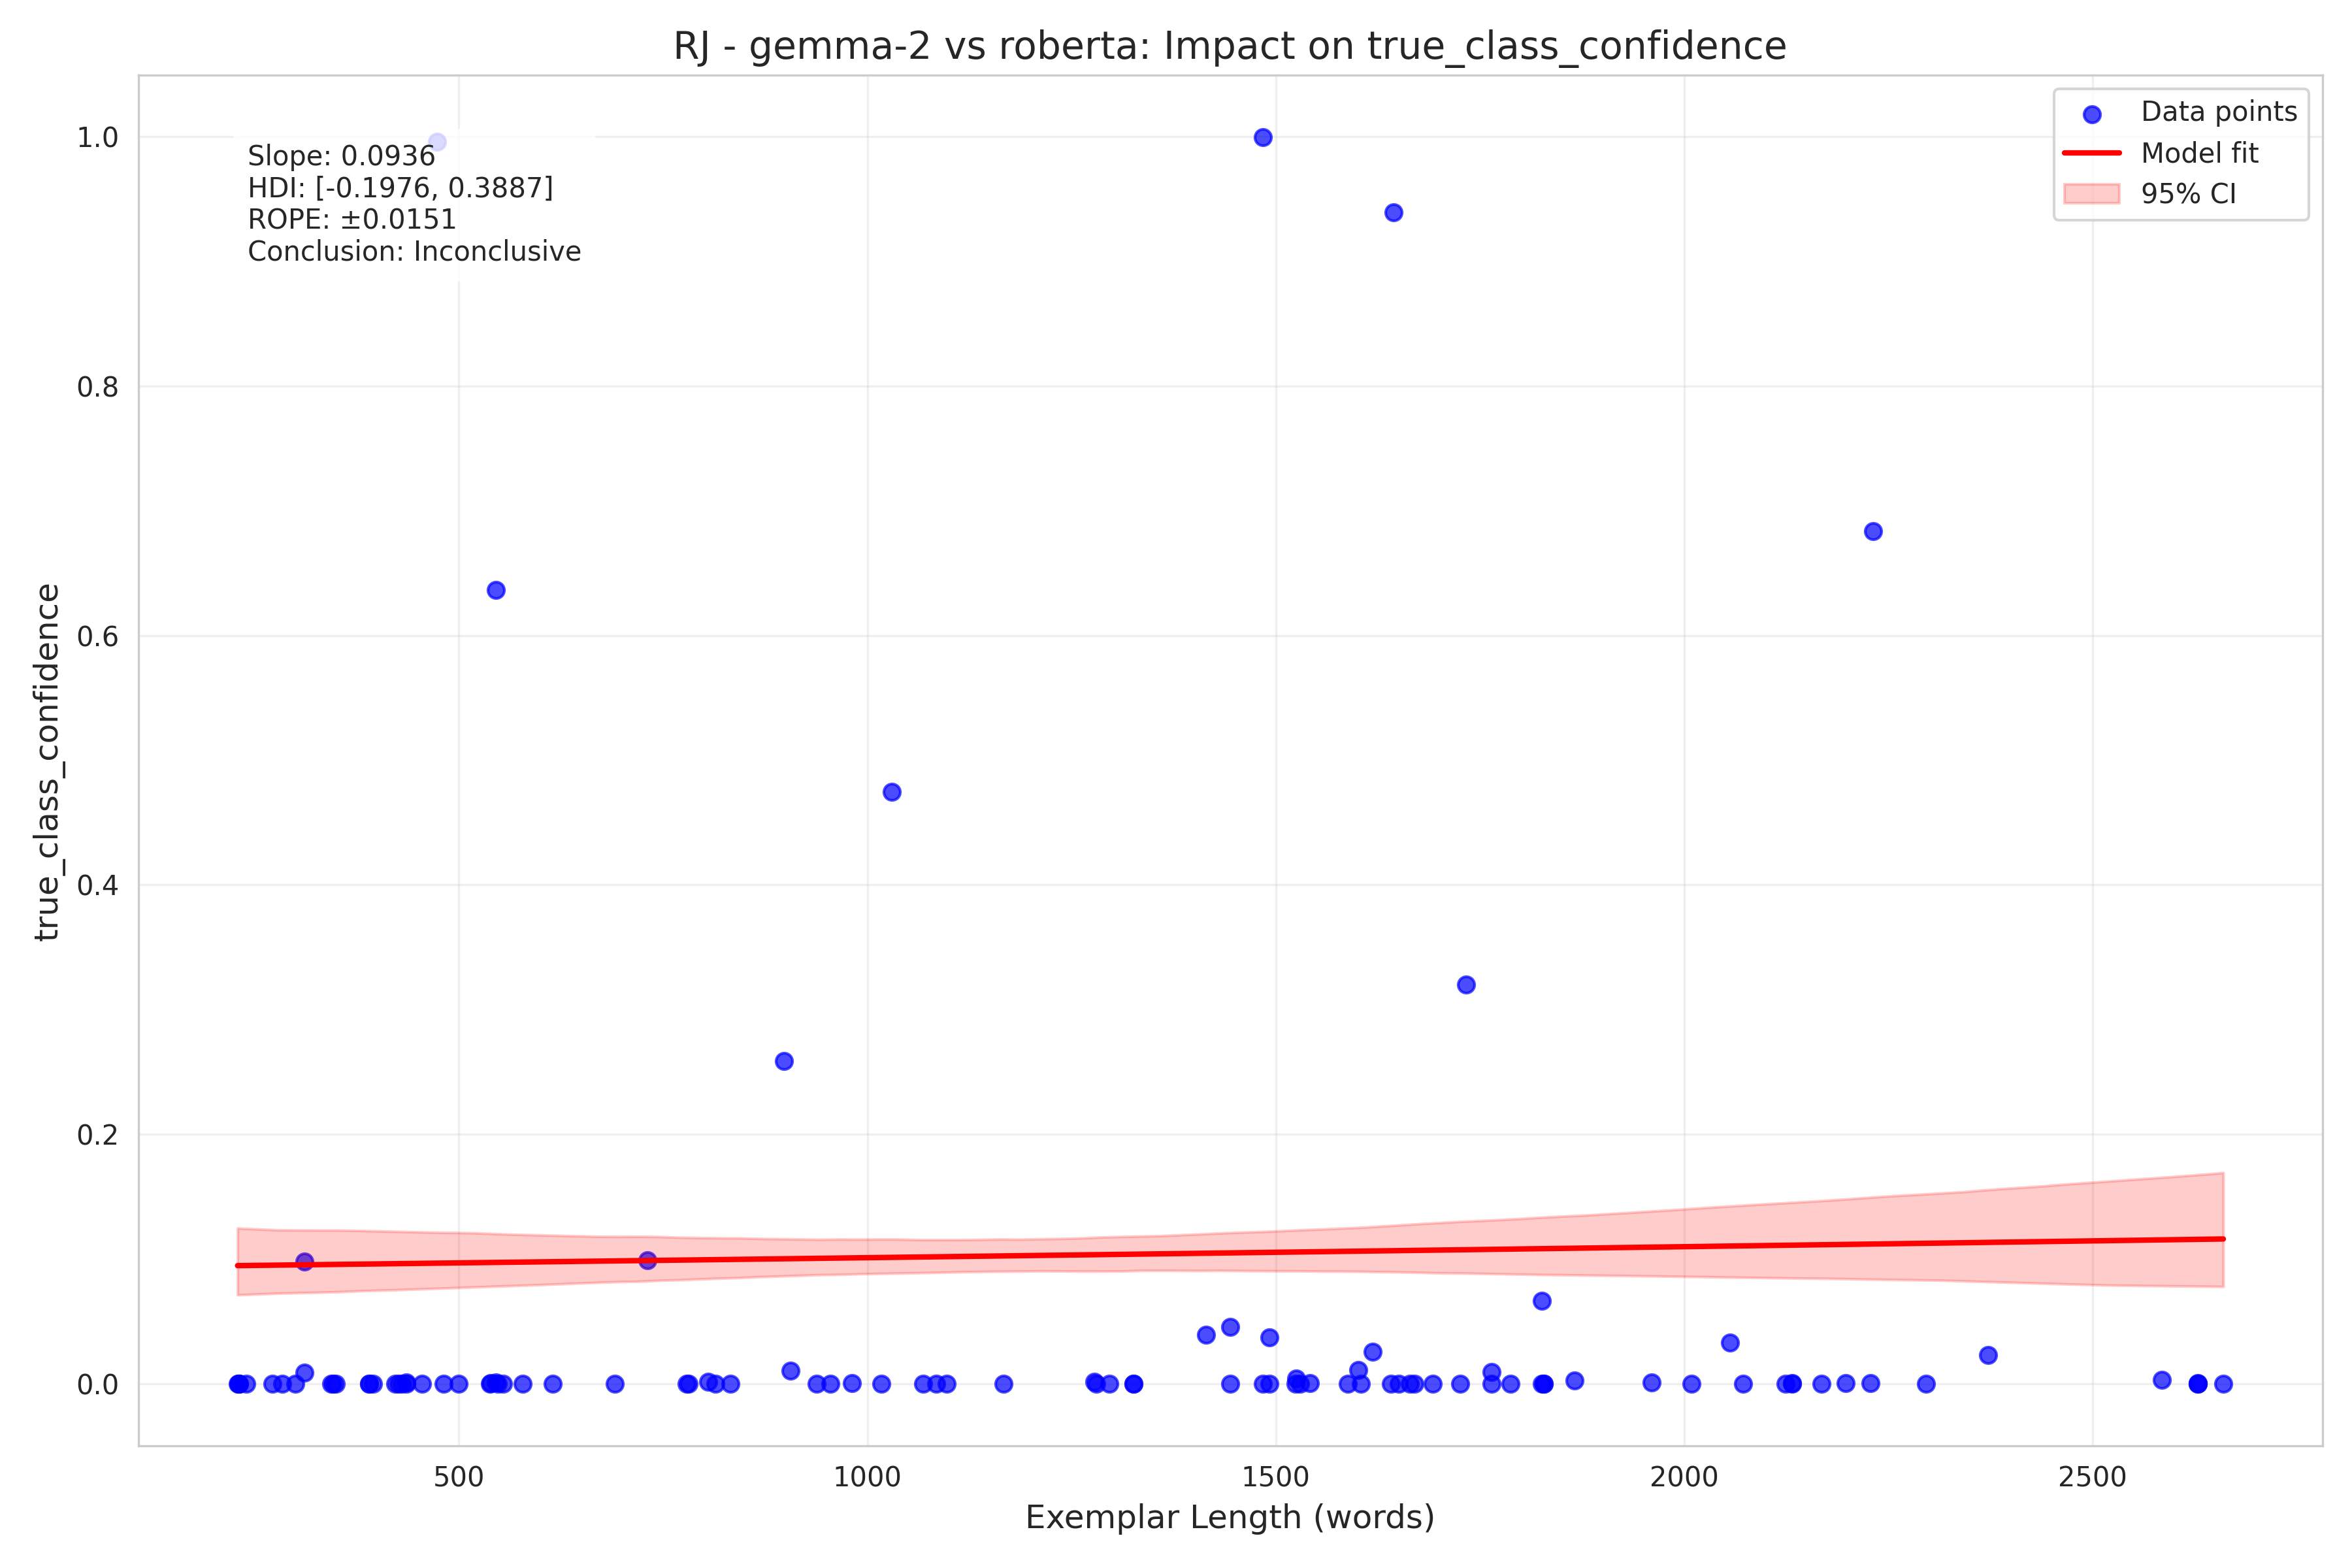 RJ - gemma-2 vs roberta: Impact on true_class_confidence
Slope: 0.0936
HDI: [-0.1976, 0.3887]
ROPE: ±0.0151
Conclusion: Inconclusive
Data points
Model fit
95% CI
true_class_confidence
1.0
0.8
0.6
0.4
0.2
0.0
500
1000
1500
2000
2500
Exemplar Length (words)